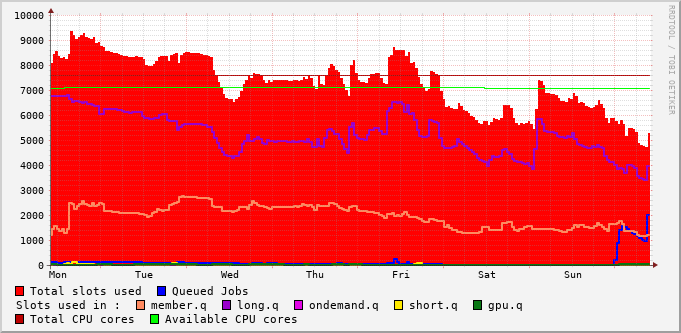 10000
9000
8000
7000
6000
5000
4000
3000
2000
1000
0
Mon Tue Wed Thu Fri Sat Sun
RRDTOOL / TOBI OETIKER
Total slots used Queued Jobs
Slots used in : member.q long.q ondemand.q short.q gpu.q
Total CPU cores Available CPU cores